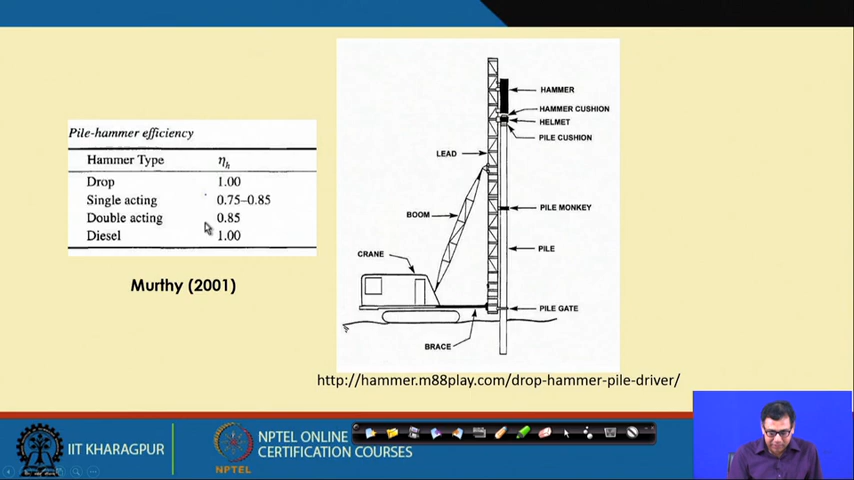 Pile-hammer efficiency
Hammer Type ηh
Drop 1.00
Single acting 0.75–0.85
Double acting 0.85
Diesel 1.00
Murthy (2001)
HAMMER
HAMMER CUSHION
HELMET
PILE CUSHION
LEAD
PILE MONKEY
BOOM
PILE
CRANE
PILE GATE
BRACE
http://hammer.m88play.com/drop-hammer-pile-driver/
IIT KHARAGPUR
NPTEL
NPTEL ONLINE
CERTIFICATION COURSES